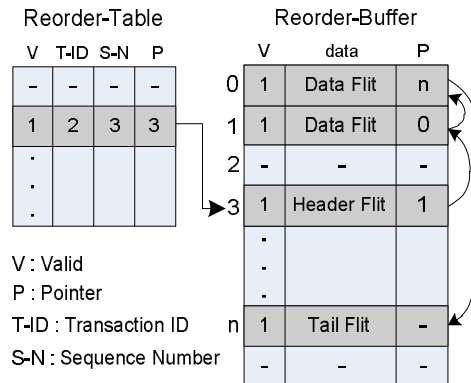 Reorder-Table
V T-ID S-N P
- - - -
1 2 3 3
.
.
.
V : Valid
P : Pointer
T-ID : Transaction ID
S-N : Sequence Number
Reorder-Buffer
V data P
0 1 Data Flit n
1 1 Data Flit 0
2 - - -
3 1 Header Flit 1
.
.
.
n 1 Tail Flit -
- - -